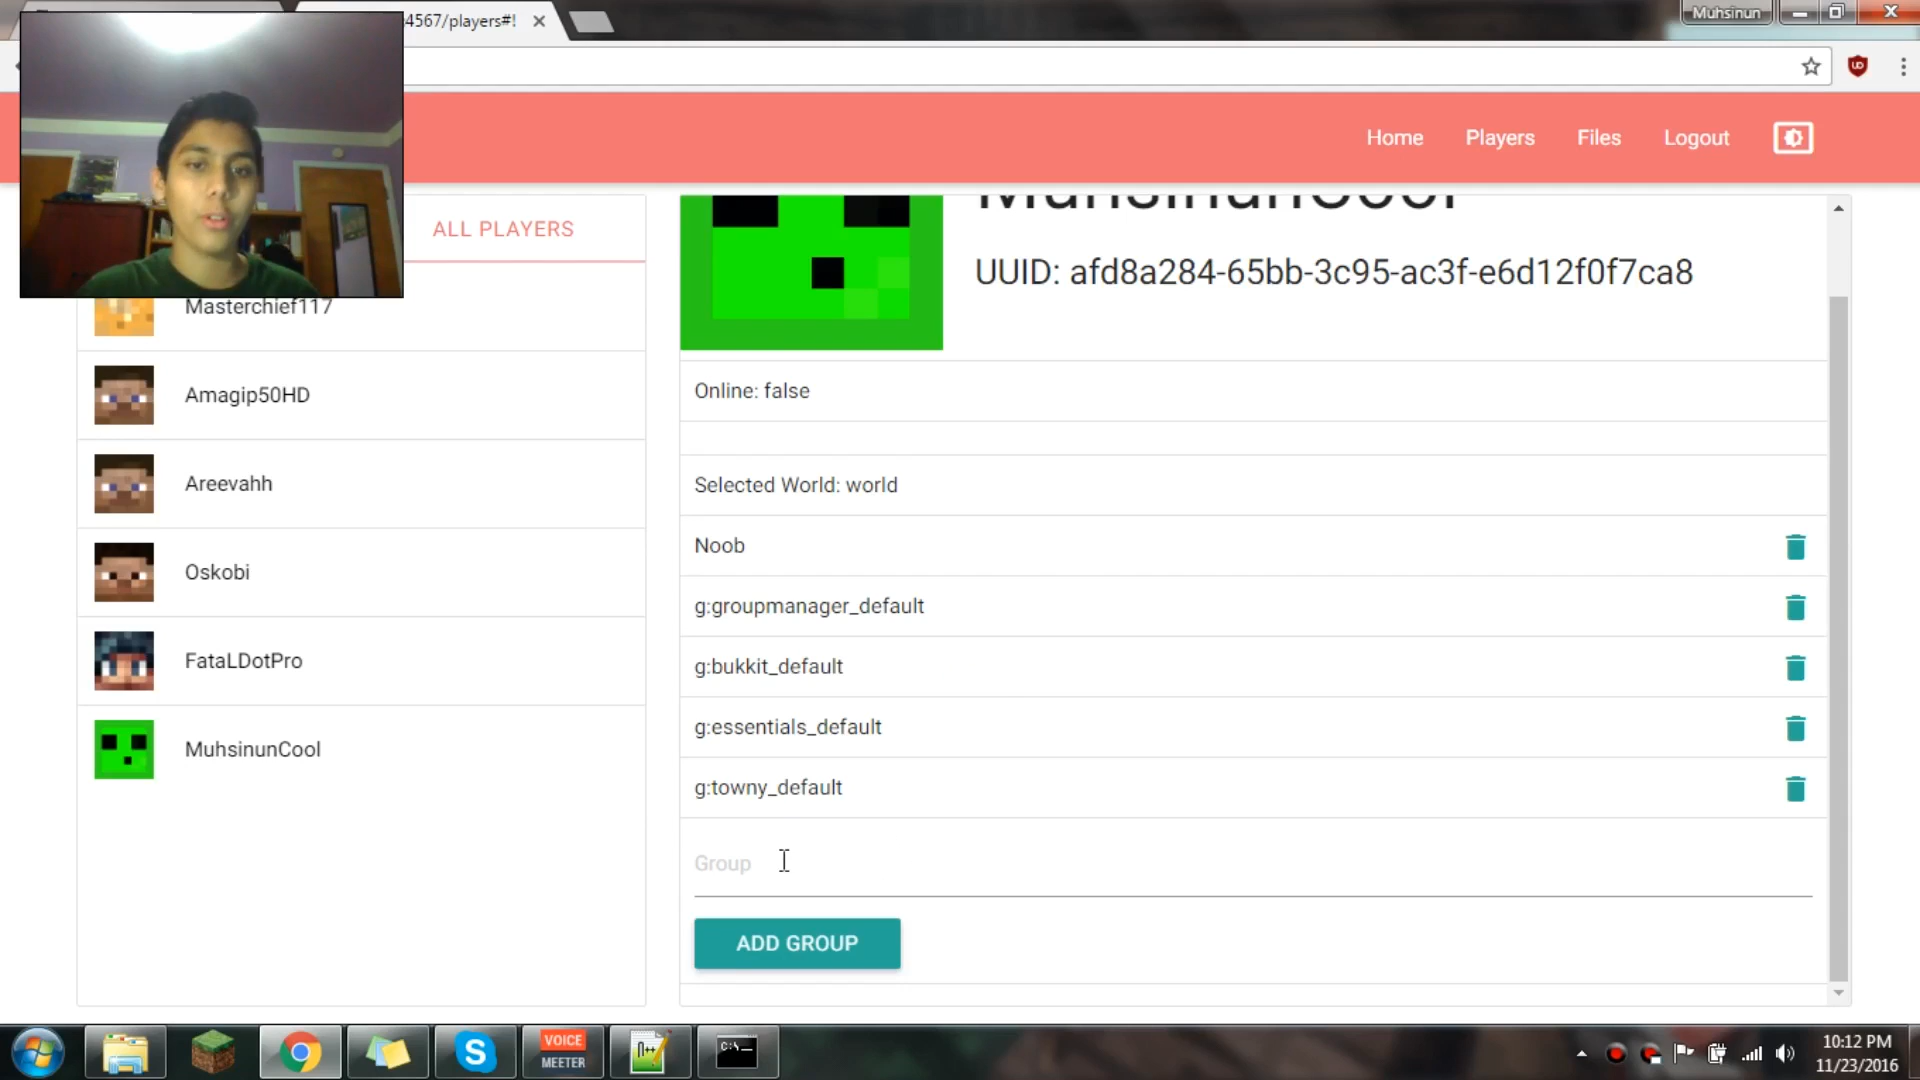 4567/players#!
Muhsinun
Home
Players
Files
Logout
ALL PLAYERS
Masterchief117
Amagip50HD
Areevahh
Oskobi
FataLDotPro
MuhsinunCool
MuhsinunCool
UUID: afd8a284-65bb-3c95-ac3f-e6d12f0f7ca8
Online: false
Selected World: world
Noob
g:groupmanager_default
g:bukkit_default
g:essentials_default
g:towny_default
Group
ADD GROUP
VOICE
MEETER
10:12 PM
11/23/2016